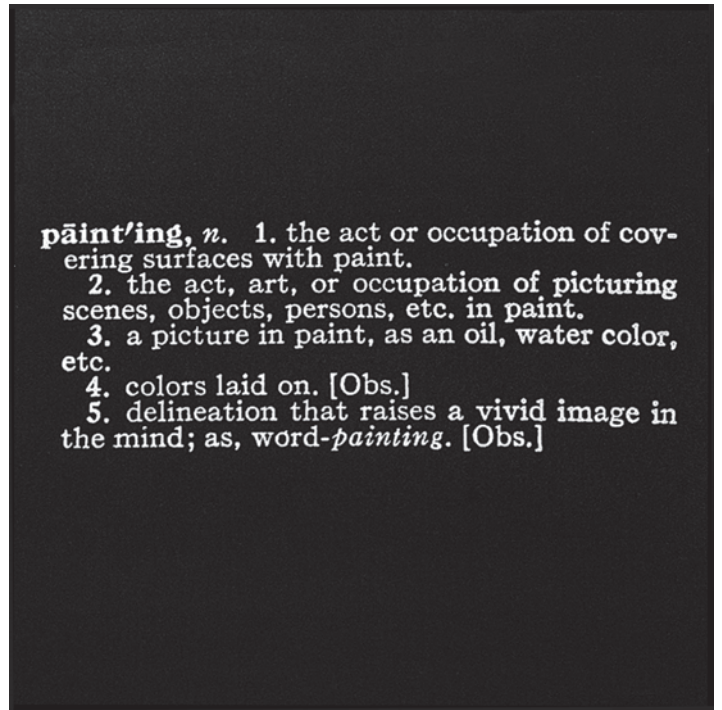 pāint′ing, n. 1. the act or occupation of cov-
ering surfaces with paint.
2. the act, art, or occupation of picturing
scenes, objects, persons, etc. in paint.
3. a picture in paint, as an oil, water color,
etc.
4. colors laid on. [Obs.]
5. delineation that raises a vivid image in
the mind; as, word-painting. [Obs.]